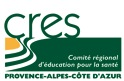 cres
Comité régional
d'éducation pour la santé
PROVENCE-ALPES-CÔTE D'AZUR